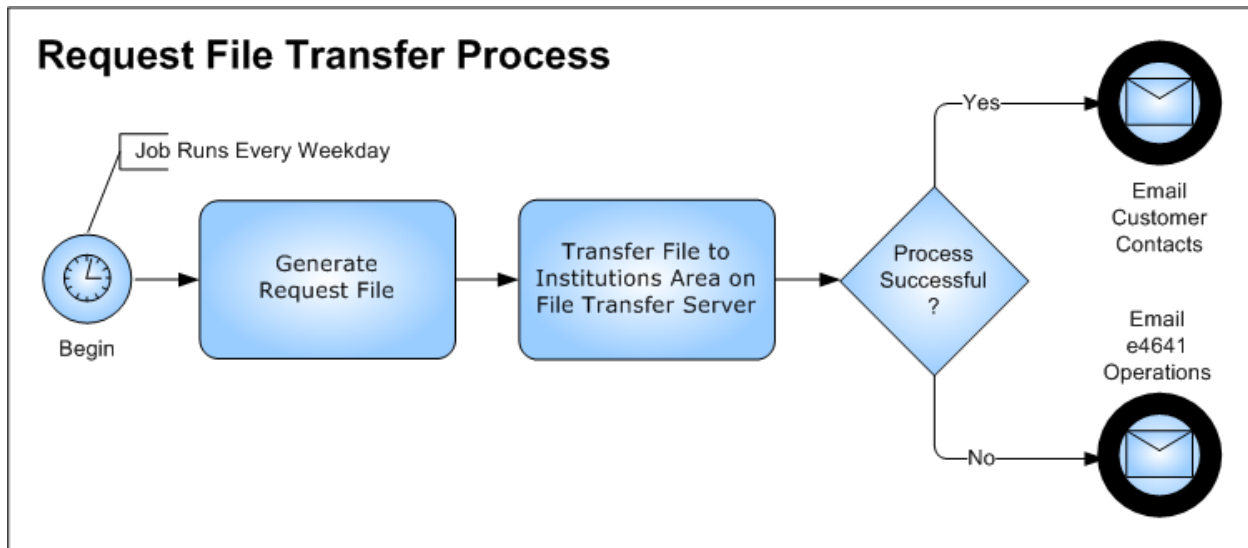 Request File Transfer Process
Job Runs Every Weekday
Begin
Generate
Request File
Transfer File to
Institutions Area on
File Transfer Server
Process
Successful
?
Yes
Email
Customer
Contacts
No
Email
e4641
Operations